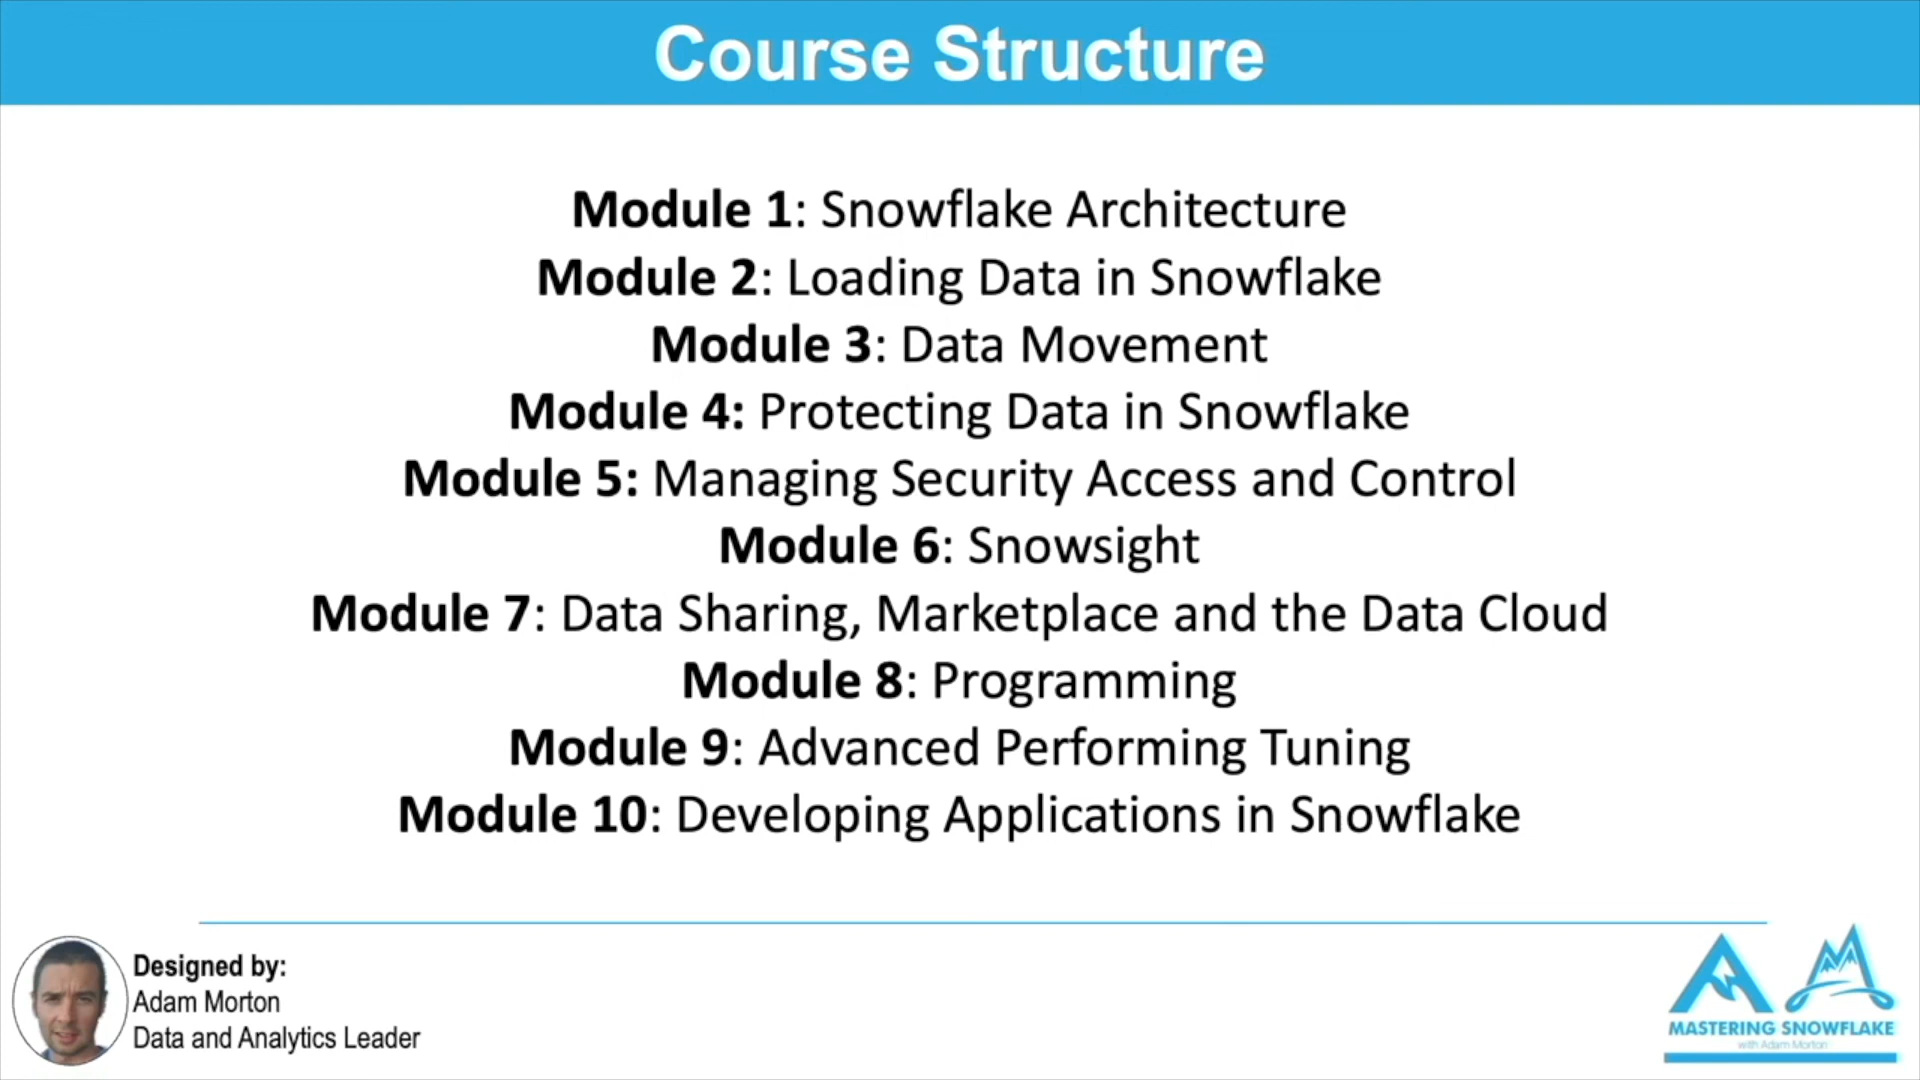 Course Structure
Module 1: Snowflake Architecture
Module 2: Loading Data in Snowflake
Module 3: Data Movement
Module 4: Protecting Data in Snowflake
Module 5: Managing Security Access and Control
Module 6: Snowsight
Module 7: Data Sharing, Marketplace and the Data Cloud
Module 8: Programming
Module 9: Advanced Performing Tuning
Module 10: Developing Applications in Snowflake
Designed by:
Adam Morton
Data and Analytics Leader
MASTERING SNOWFLAKE
with Adam Morton